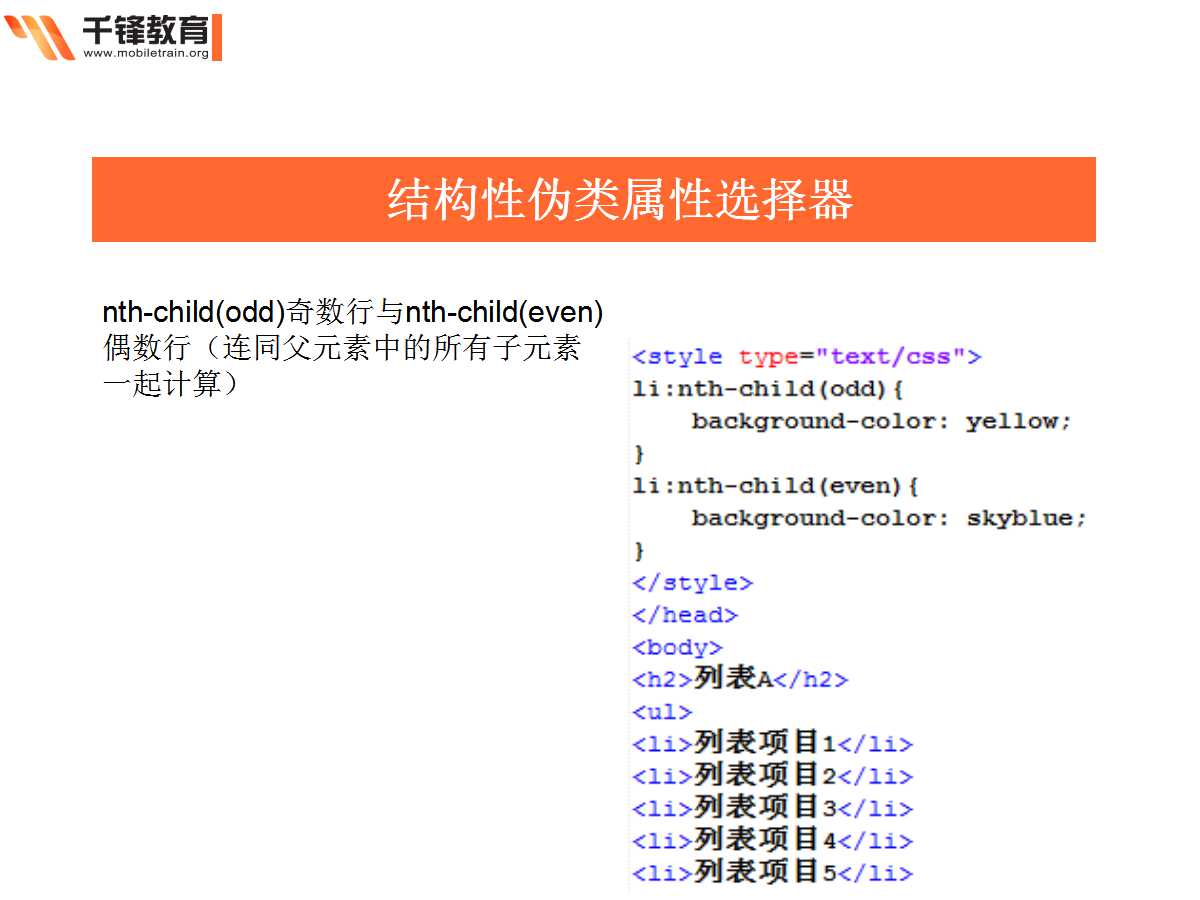 千锋教育
www.mobiletrain.org
结构性伪类属性选择器
nth-child(odd)奇数行与nth-child(even)
偶数行（连同父元素中的所有子元素
一起计算）
<style type="text/css">
li:nth-child(odd){
    background-color: yellow;
}
li:nth-child(even){
    background-color: skyblue;
}
</style>
</head>
<body>
<h2>列表A</h2>
<ul>
<li>列表项目1</li>
<li>列表项目2</li>
<li>列表项目3</li>
<li>列表项目4</li>
<li>列表项目5</li>